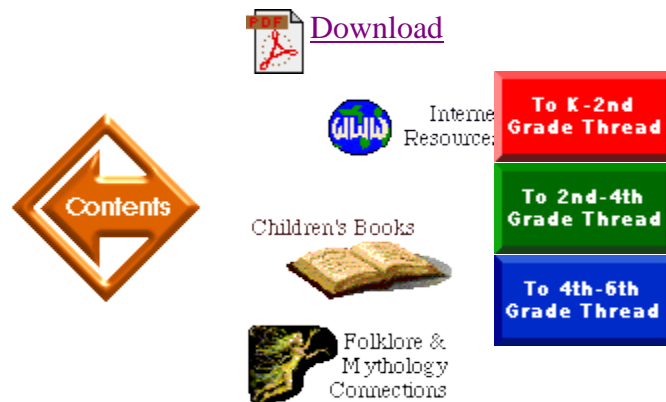 PDF
Download
Interne
Resources
WWW
To K-2nd
Grade Thread
Contents
To 2nd-4th
Grade Thread
Children's Books
To 4th-6th
Grade Thread
Folklore &
Mythology
Connections